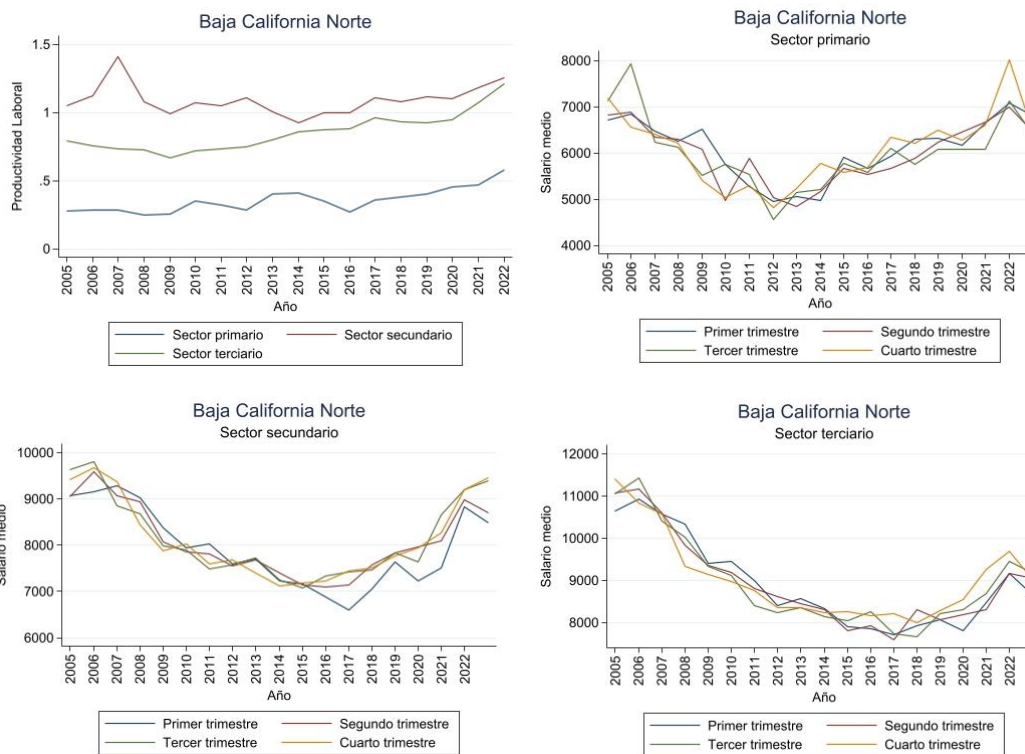 Baja California Norte
Productividad Laboral
1.5
1
.5
0
2005 2006 2007 2008 2009 2010 2011 2012 2013 2014 2015 2016 2017 2018 2019 2020 2021 2022
Año
Sector primario Sector secundario
Sector terciario
Baja California Norte
Sector primario
Salario medio
8000
7000
6000
5000
4000
2005 2006 2007 2008 2009 2010 2011 2012 2013 2014 2015 2016 2017 2018 2019 2020 2021 2022
Año
Primer trimestre Segundo trimestre
Tercer trimestre Cuarto trimestre
Baja California Norte
Sector secundario
Salario medio
10000
9000
8000
7000
6000
2005 2006 2007 2008 2009 2010 2011 2012 2013 2014 2015 2016 2017 2018 2019 2020 2021 2022
Año
Primer trimestre Segundo trimestre
Tercer trimestre Cuarto trimestre
Baja California Norte
Sector terciario
Salario medio
12000
11000
10000
9000
8000
2005 2006 2007 2008 2009 2010 2011 2012 2013 2014 2015 2016 2017 2018 2019 2020 2021 2022
Año
Primer trimestre Segundo trimestre
Tercer trimestre Cuarto trimestre